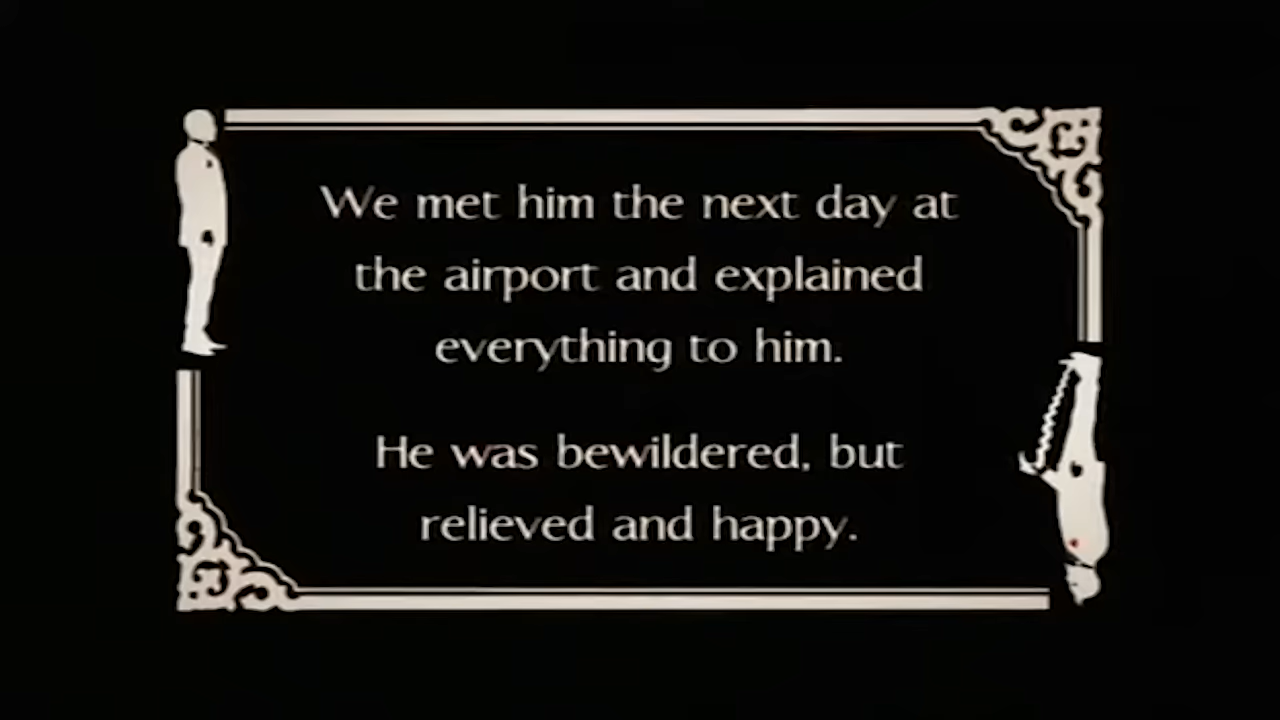 We met him the next day at
the airport and explained
everything to him.
He was bewildered, but
relieved and happy.